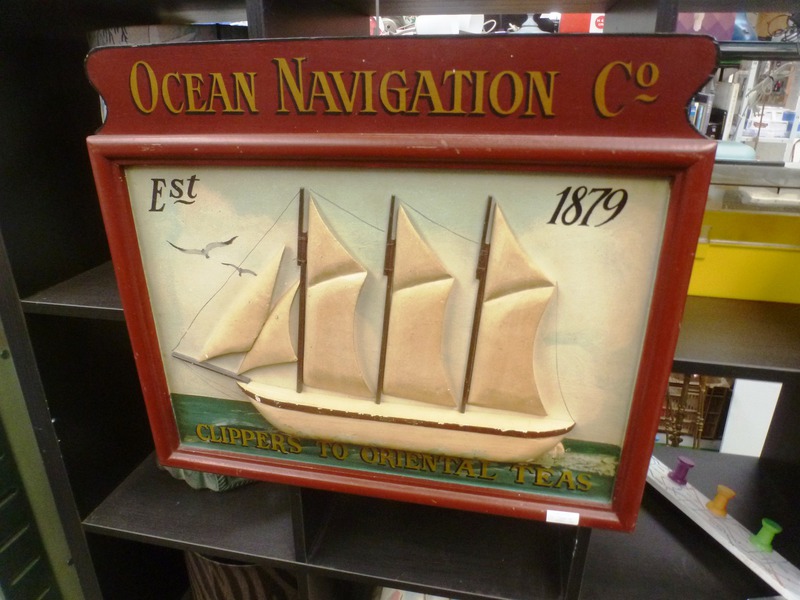 OCEAN NAVIGATION Co
Est
1879
CLIPPERS TO ORIENTAL TEAS